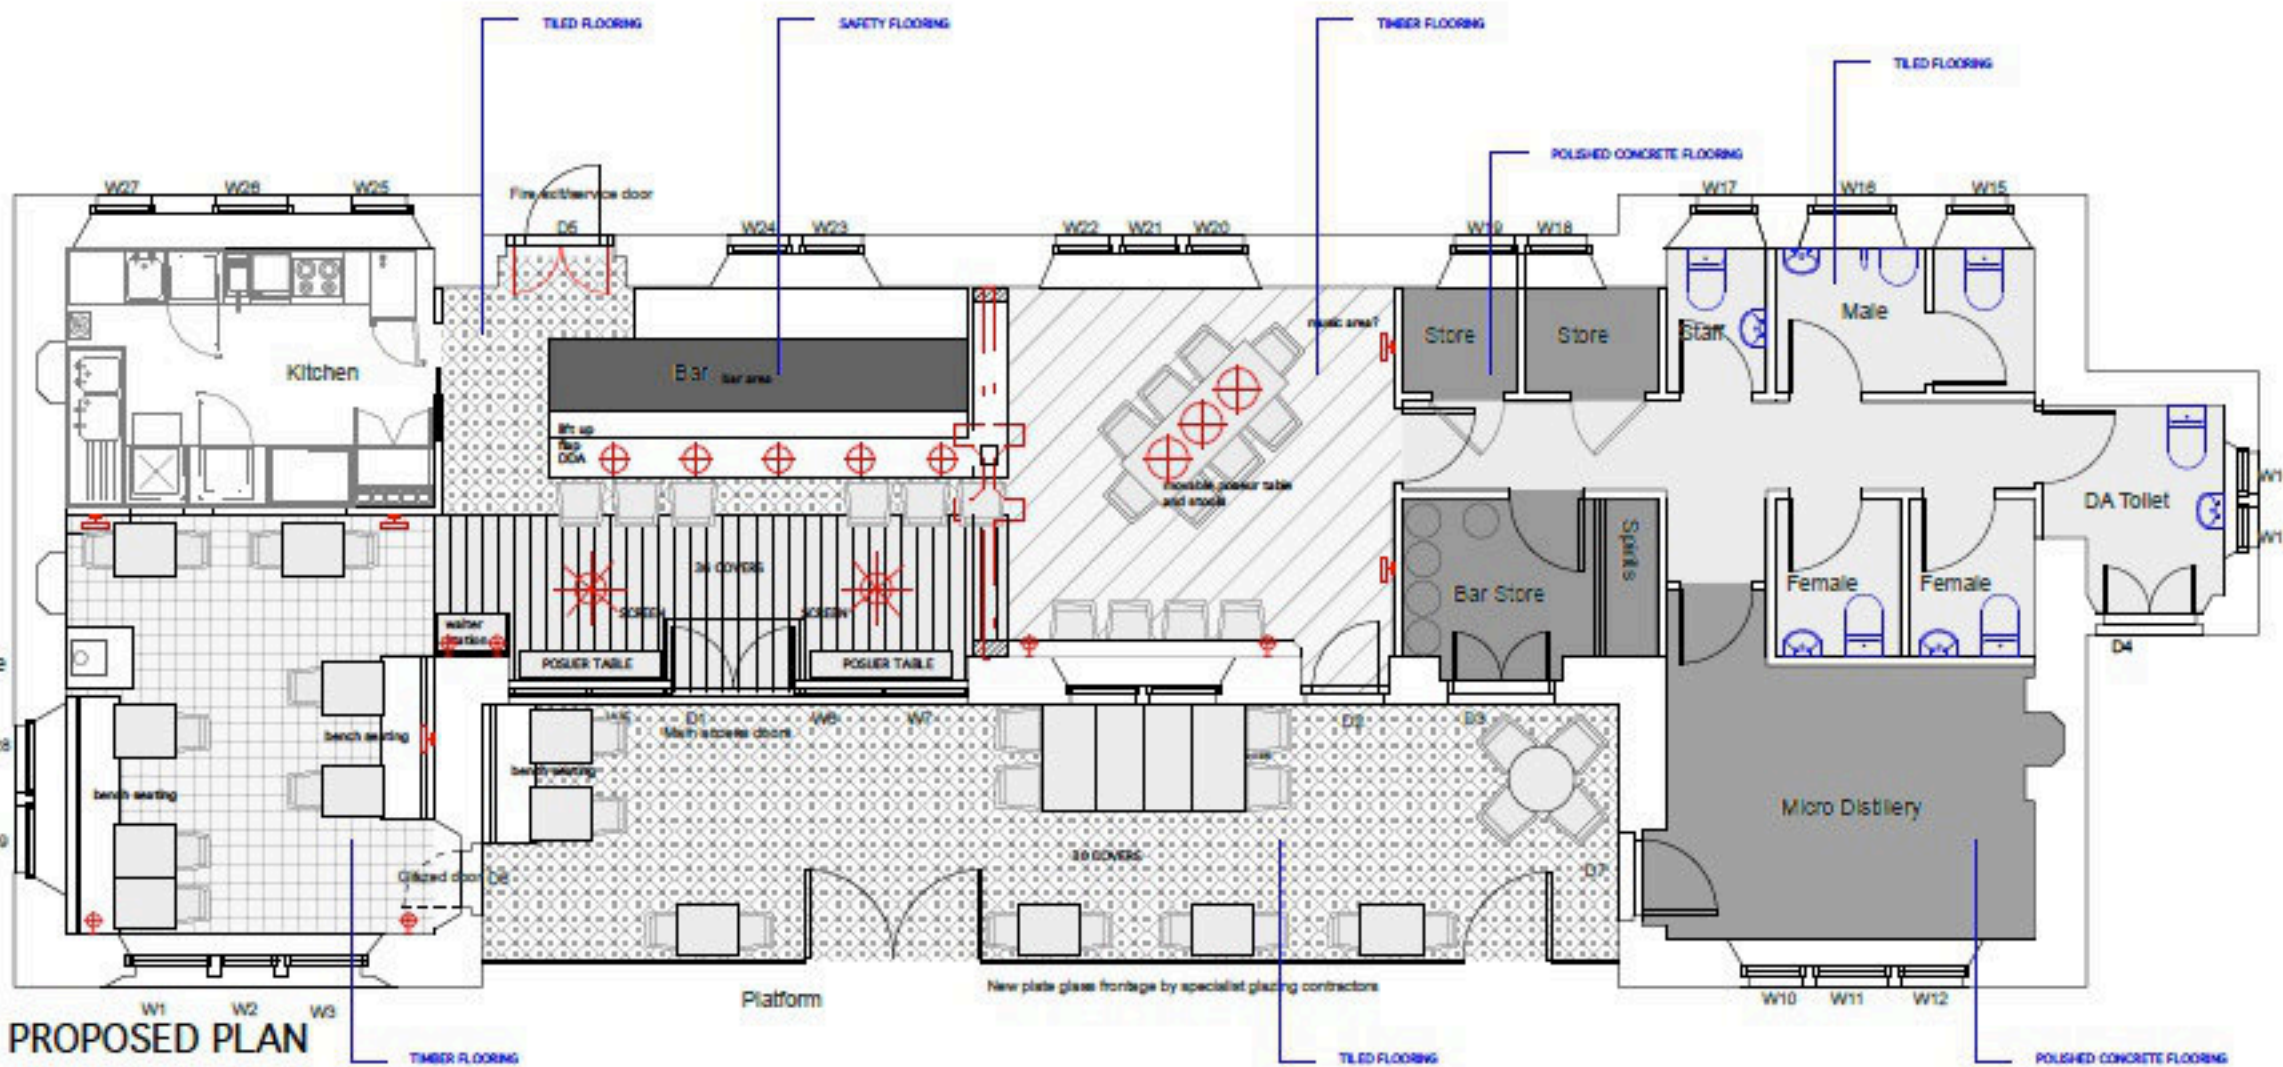 TILED FLOORING
SAFETY FLOORING
TIMBER FLOORING
TILED FLOORING
POLISHED CONCRETE FLOORING
W27
W26
W25
Fire exit/service door
D5
W24
W23
W22
W21
W20
W19
W18
W17
W16
W15
Kitchen
Bar
bar area
music area?
Store
Store
Staff
Male
lift up
flap
DDA
movable poseur table
and stools
DA Toilet
W1
W1
36 COVERS
SCREEN
SCREEN
Bar Store
Spirits
Female
Female
waiter
station
POSUER TABLE
POSUER TABLE
D4
W5
D1
W6
W7
D2
D3
Main access doors
bench seating
bench seating
bench seating
Micro Distillery
30 COVERS
D7
Glazed door
D6
New plate glass frontage by specialist glazing contractors
Platform
W1
W2
W3
W10
W11
W12
PROPOSED PLAN
TIMBER FLOORING
TILED FLOORING
POLISHED CONCRETE FLOORING